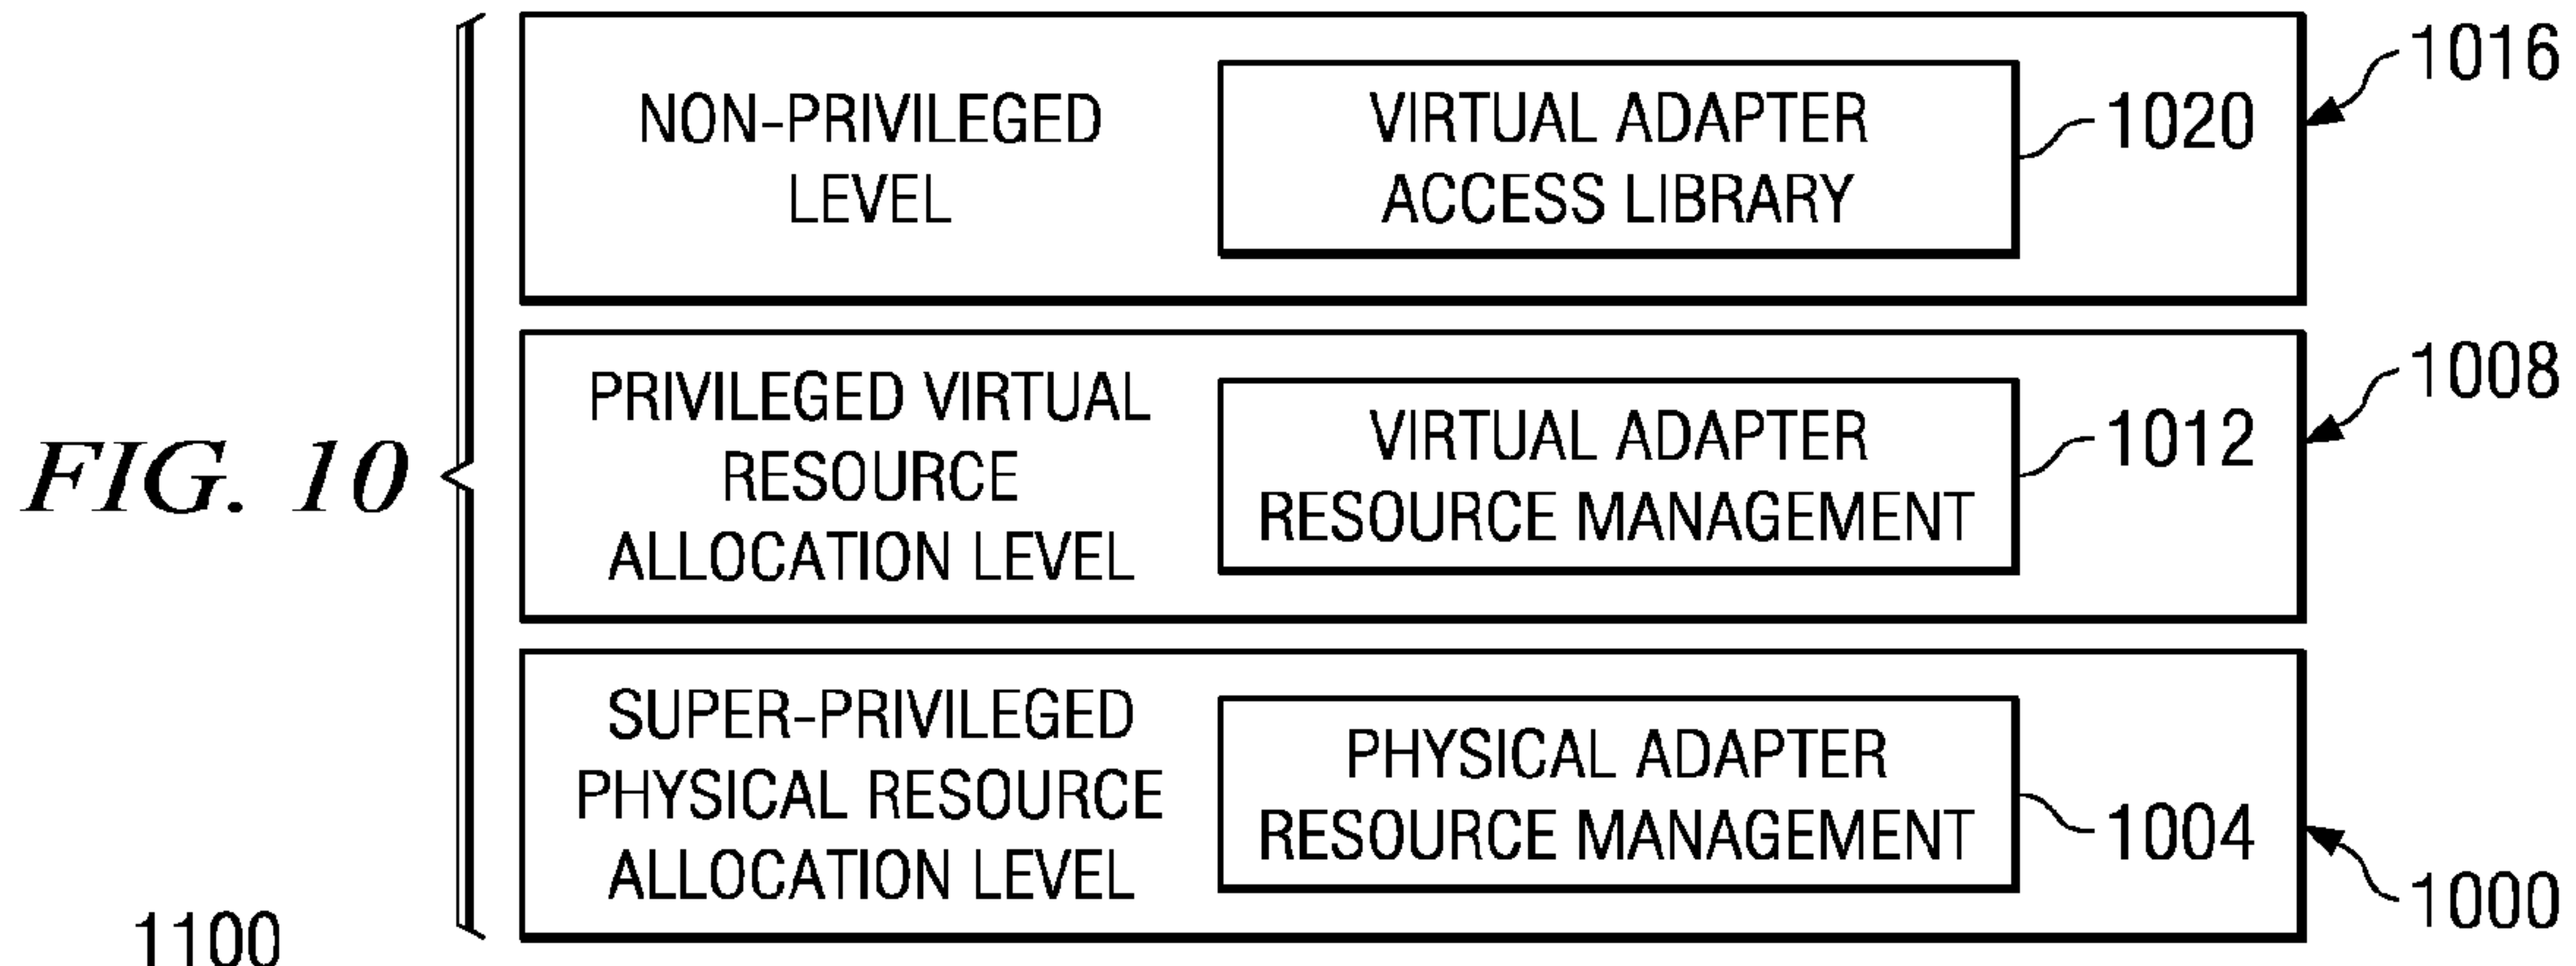 FIG. 10
NON-PRIVILEGED
LEVEL
VIRTUAL ADAPTER
ACCESS LIBRARY
1020
1016
PRIVILEGED VIRTUAL
RESOURCE
ALLOCATION LEVEL
VIRTUAL ADAPTER
RESOURCE MANAGEMENT
1012
1008
SUPER-PRIVILEGED
PHYSICAL RESOURCE
ALLOCATION LEVEL
PHYSICAL ADAPTER
RESOURCE MANAGEMENT
1004
1000
1100